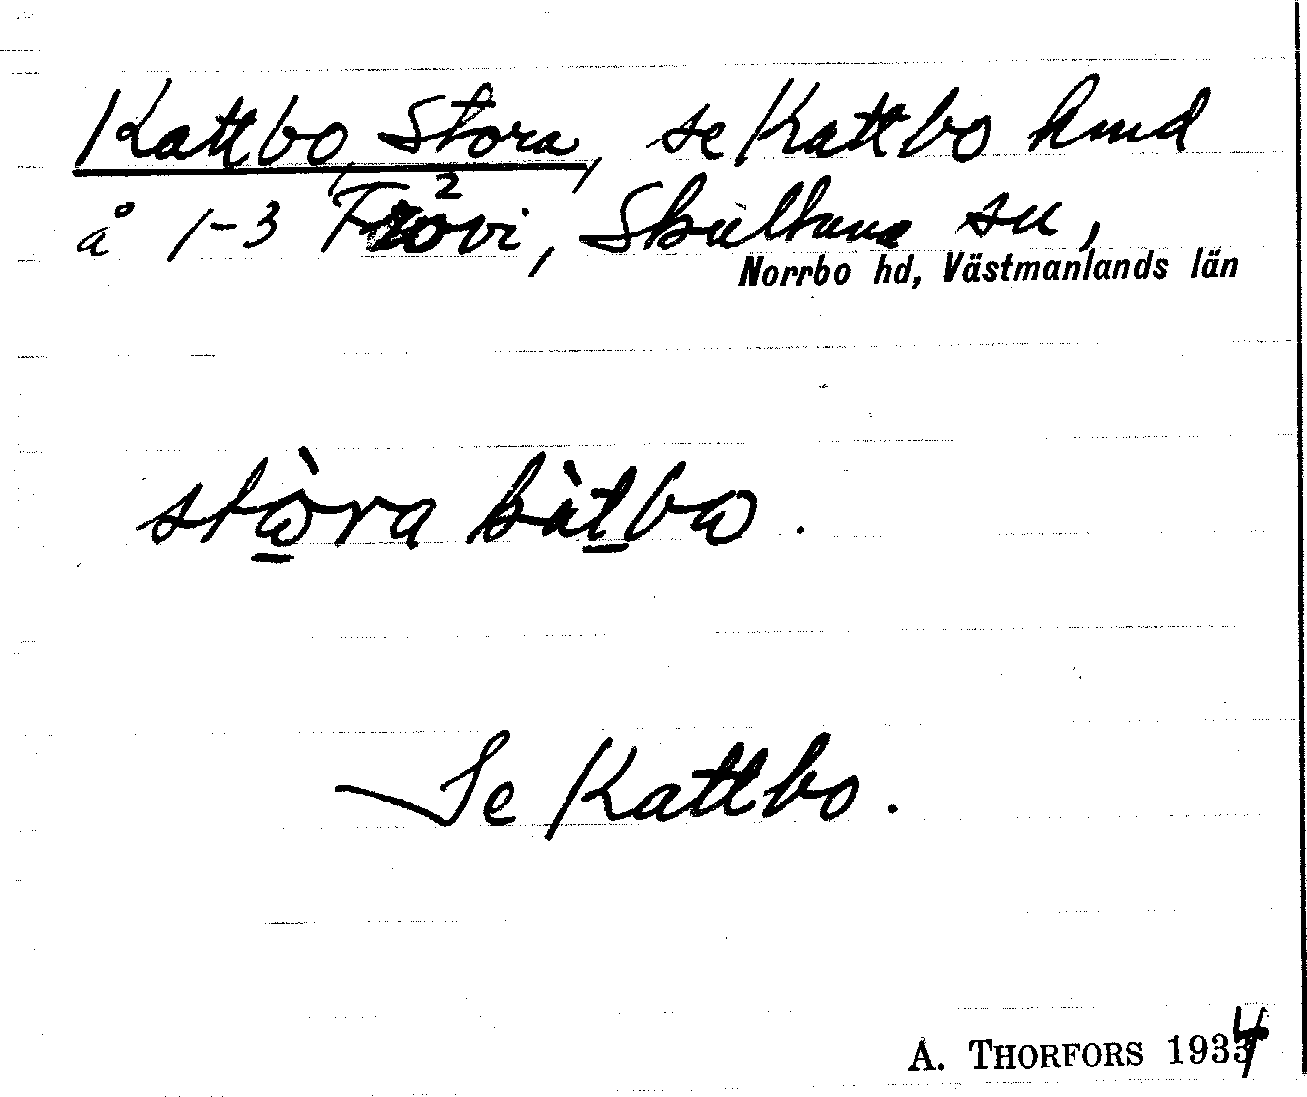 Kattbo, Stora, se Kattbo hmd
å 1-3 Frövi², Skultuna sn,
Norrbo hd, Västmanlands län
stòra kàtbo.
Se Kattbo.
A. THORFORS 1934